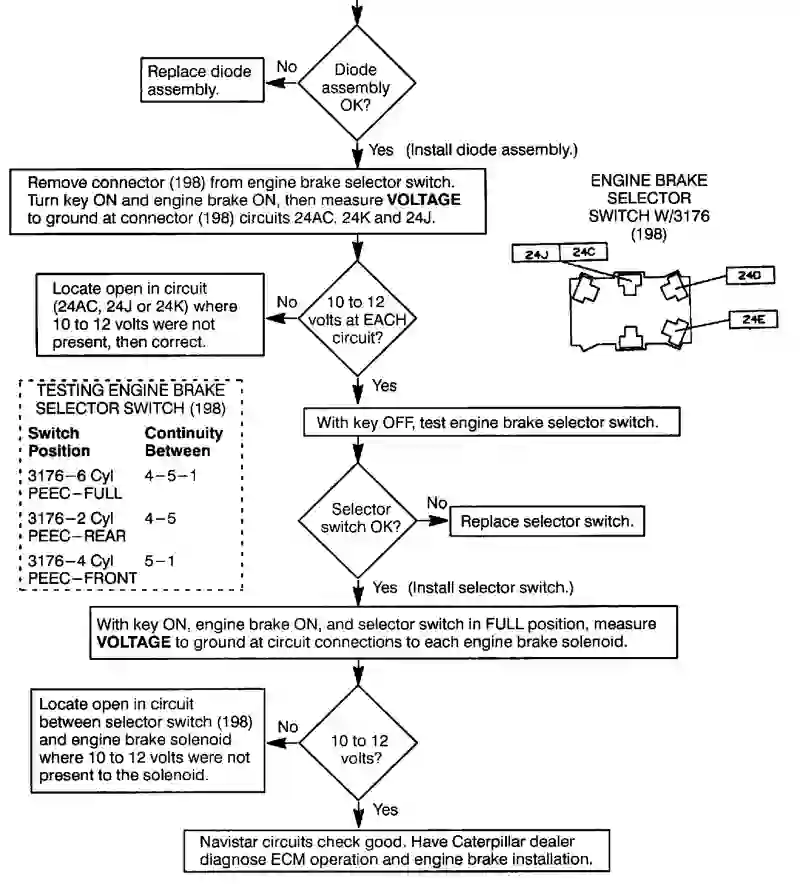 Diode
assembly
OK?
No
Replace diode
assembly.
Yes (Install diode assembly.)
Remove connector (198) from engine brake selector switch.
Turn key ON and engine brake ON, then measure VOLTAGE
to ground at connector (198) circuits 24AC, 24K and 24J.
ENGINE BRAKE
SELECTOR
SWITCH W/3176
(198)
24J 24C
24D
24E
10 to 12
volts at EACH
circuit?
No
Locate open in circuit
(24AC, 24J or 24K) where
10 to 12 volts were not
present, then correct.
Yes
TESTING ENGINE BRAKE
SELECTOR SWITCH (198)
Switch Continuity
Position Between
3176–6 Cyl 4–5–1
PEEC–FULL
3176–2 Cyl 4–5
PEEC–REAR
3176–4 Cyl 5–1
PEEC–FRONT
With key OFF, test engine brake selector switch.
Selector
switch OK?
No
Replace selector switch.
Yes (Install selector switch.)
With key ON, engine brake ON, and selector switch in FULL position, measure
VOLTAGE to ground at circuit connections to each engine brake solenoid.
10 to 12
volts?
No
Locate open in circuit
between selector switch (198)
and engine brake solenoid
where 10 to 12 volts were not
present to the solenoid.
Yes
Navistar circuits check good. Have Caterpillar dealer
diagnose ECM operation and engine brake installation.